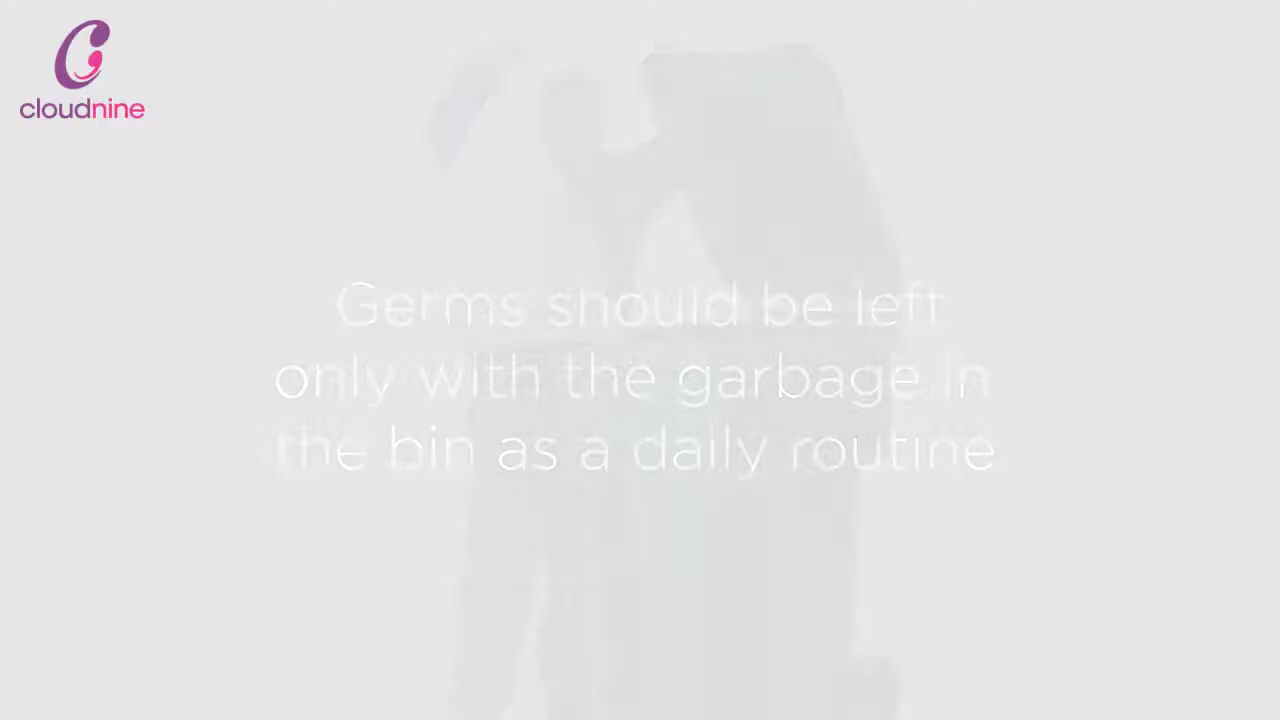 cloudnine
Germs should be left
only with the garbage in
the bin as a daily routine